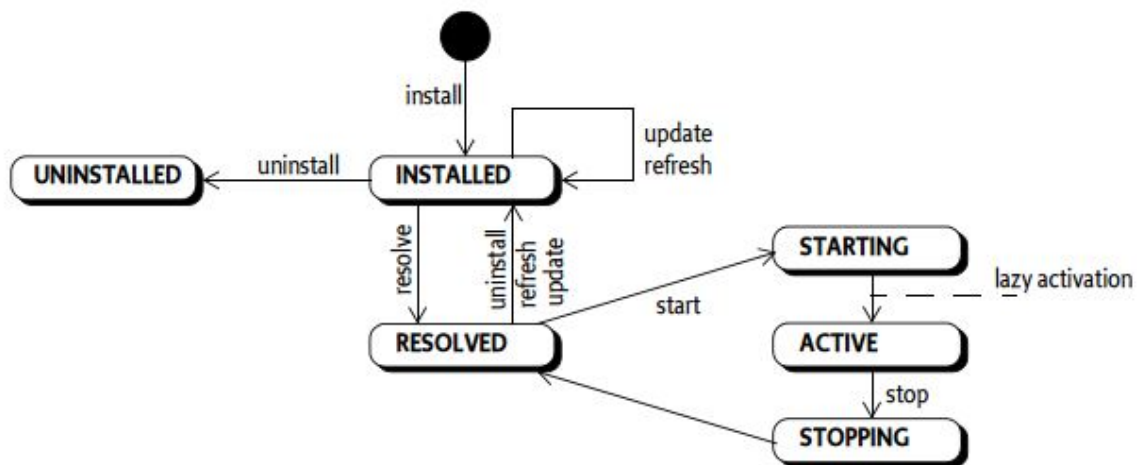 install
update
refresh
UNINSTALLED
uninstall
INSTALLED
resolve
uninstall
refresh
update
STARTING
lazy activation
start
RESOLVED
ACTIVE
stop
STOPPING